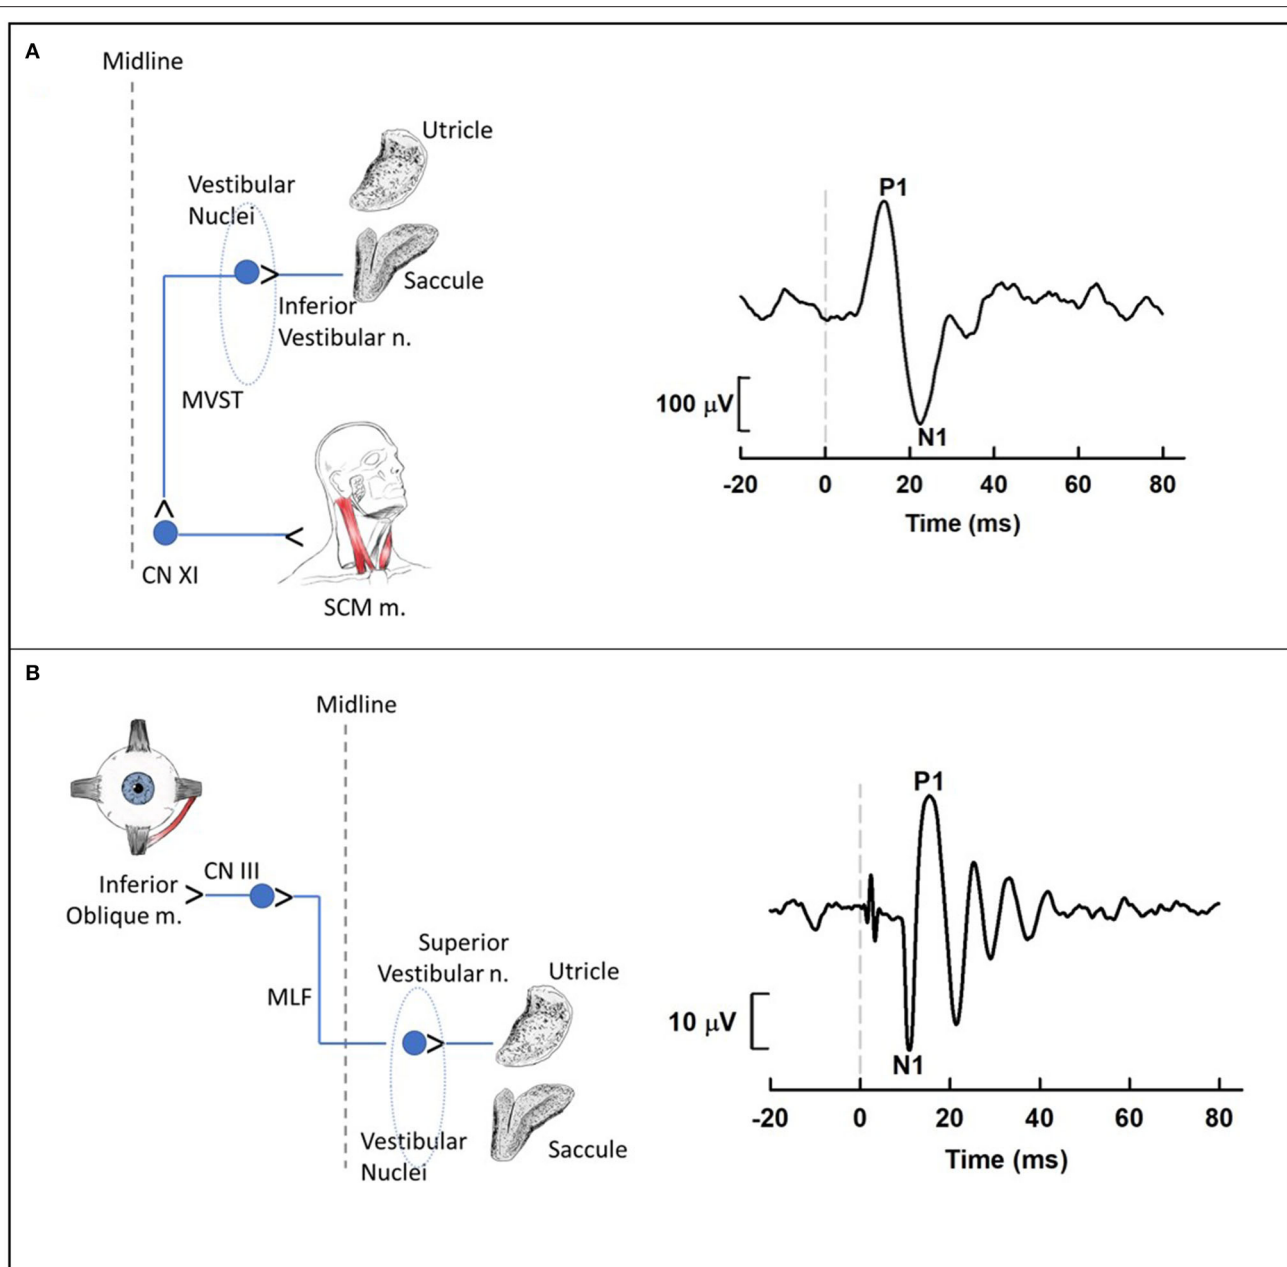 A
Midline
Utricle
Vestibular
Nuclei
Saccule
Inferior
Vestibular n.
MVST
CN XI
SCM m.
P1
100 µV
N1
-20 0 20 40 60 80
Time (ms)
B
Midline
CN III
Inferior
Oblique m.
Superior
Vestibular n.
Utricle
MLF
Vestibular
Nuclei
Saccule
P1
10 µV
N1
-20 0 20 40 60 80
Time (ms)